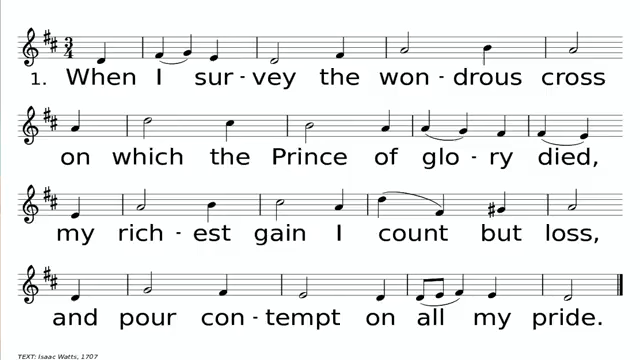 1. When I sur-vey the won-drous cross
on which the Prince of glo-ry died,
my rich-est gain I count but loss,
and pour con-tempt on all my pride.
TEXT: Isaac Watts, 1707